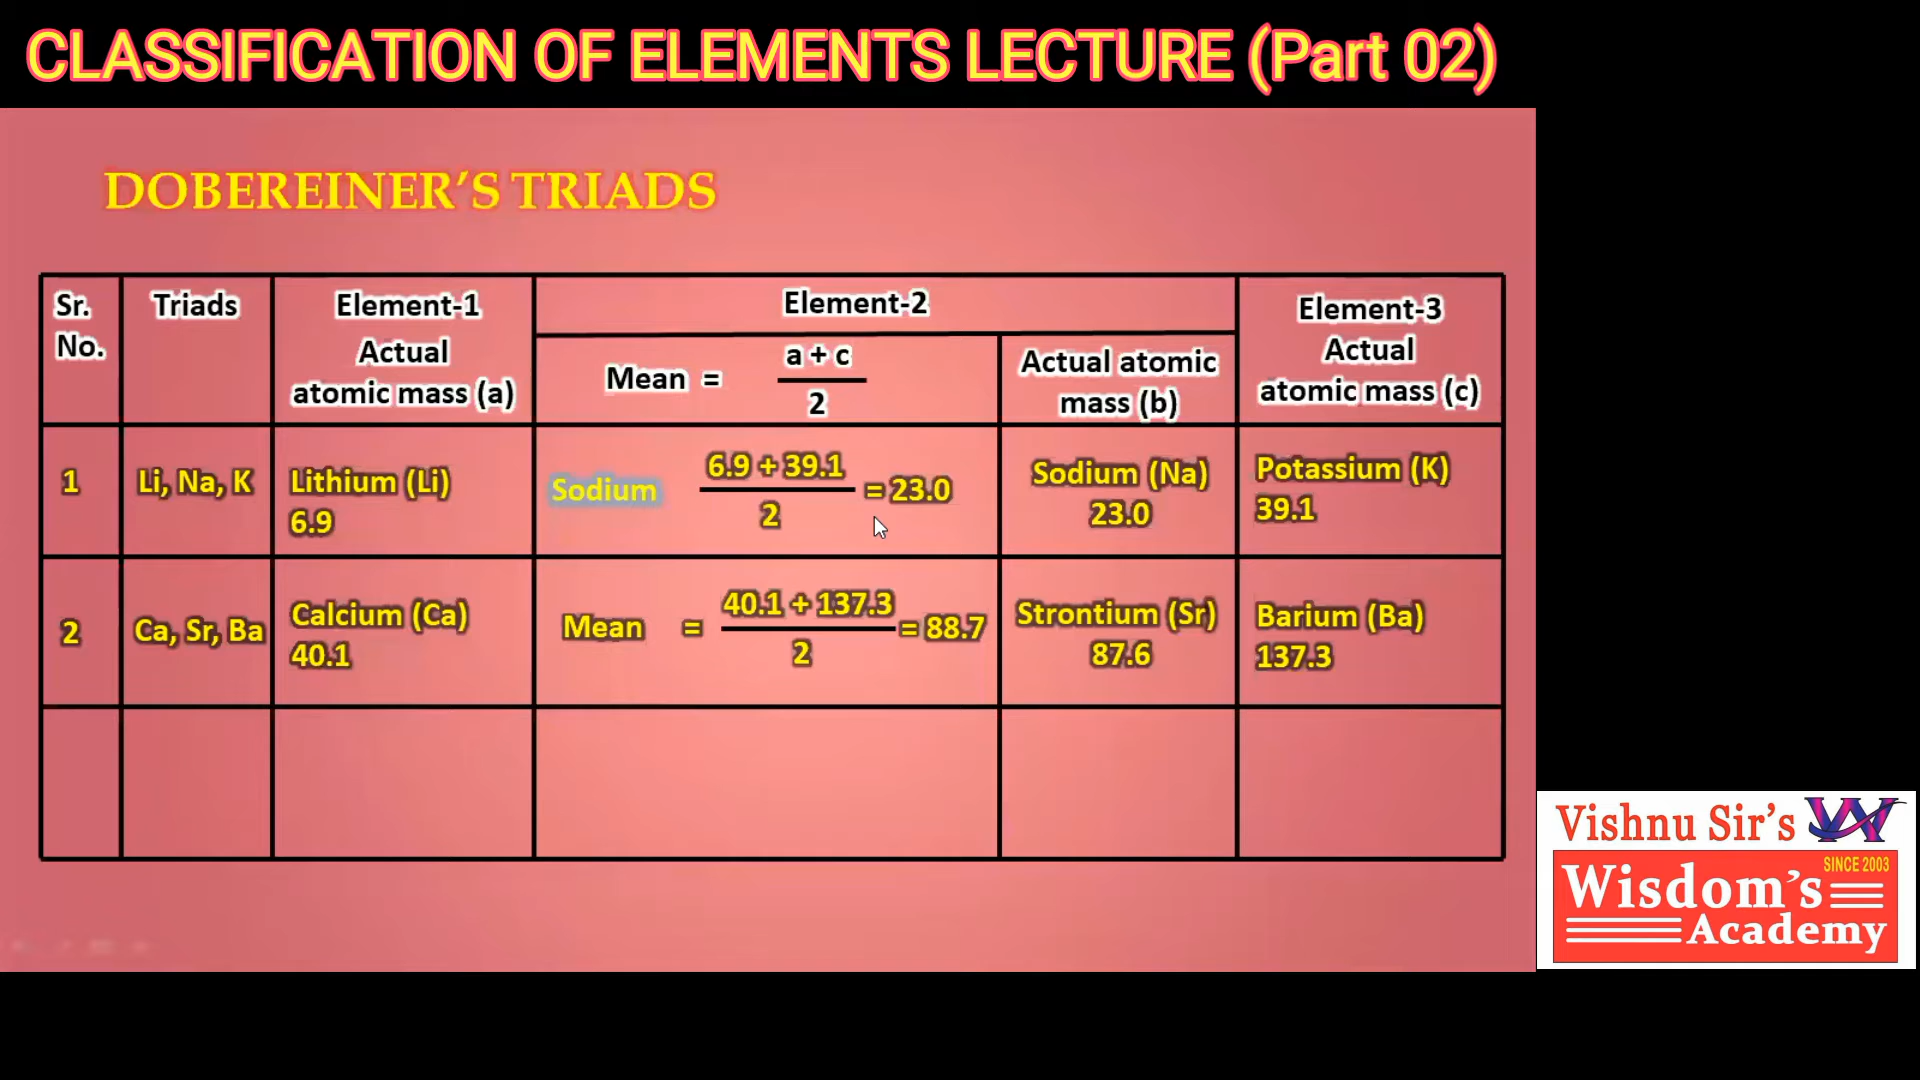 CLASSIFICATION OF ELEMENTS LECTURE (Part 02)
DOBEREINER’S TRIADS
Sr. No.
Triads
Element-1
Actual
atomic mass (a)
Element-2
Mean = a + c / 2
Actual atomic
mass (b)
Element-3
Actual
atomic mass (c)
1
Li, Na, K
Lithium (Li)
6.9
Sodium 6.9 + 39.1 / 2 = 23.0
Sodium (Na)
23.0
Potassium (K)
39.1
2
Ca, Sr, Ba
Calcium (Ca)
40.1
Mean = 40.1 + 137.3 / 2 = 88.7
Strontium (Sr)
87.6
Barium (Ba)
137.3
Vishnu Sir’s W
SINCE 2003
Wisdom’s
Academy